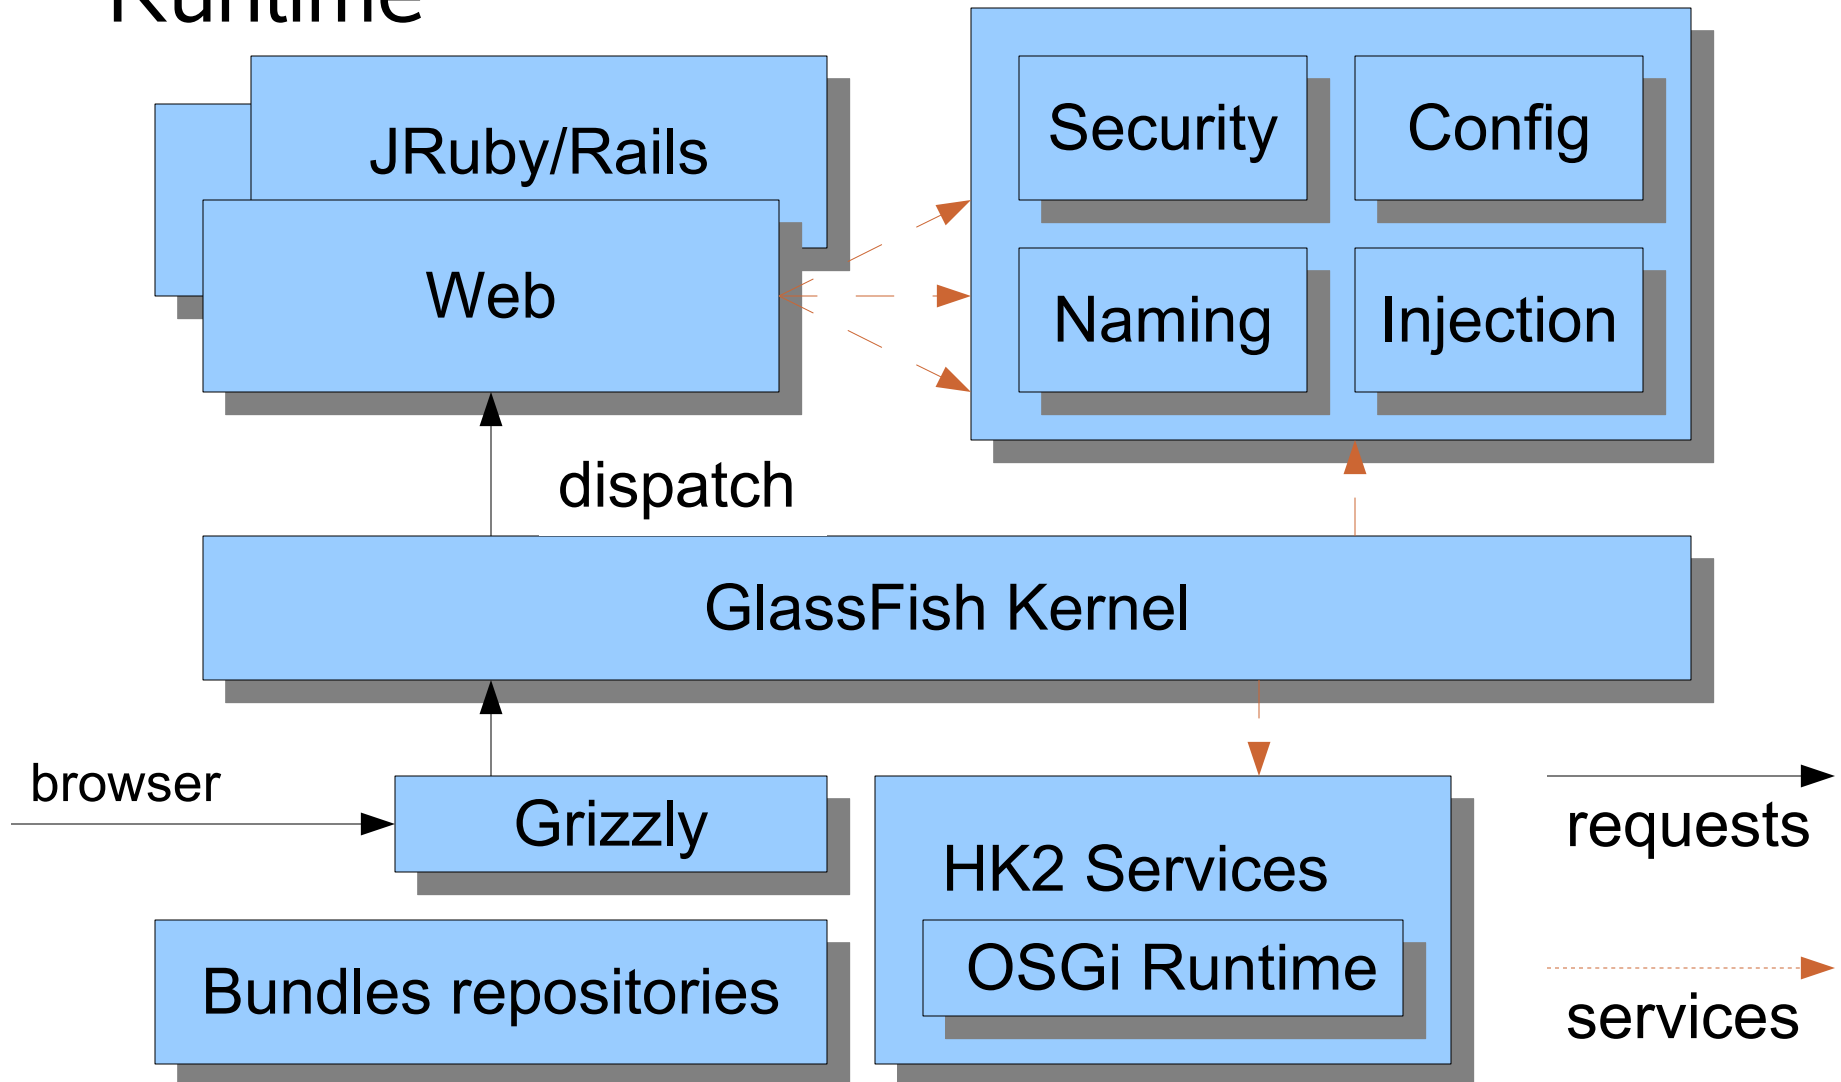 Runtime
JRuby/Rails
Web
Security
Config
Naming
Injection
dispatch
GlassFish Kernel
browser
Grizzly
HK2 Services
OSGi Runtime
Bundles repositories
requests
services